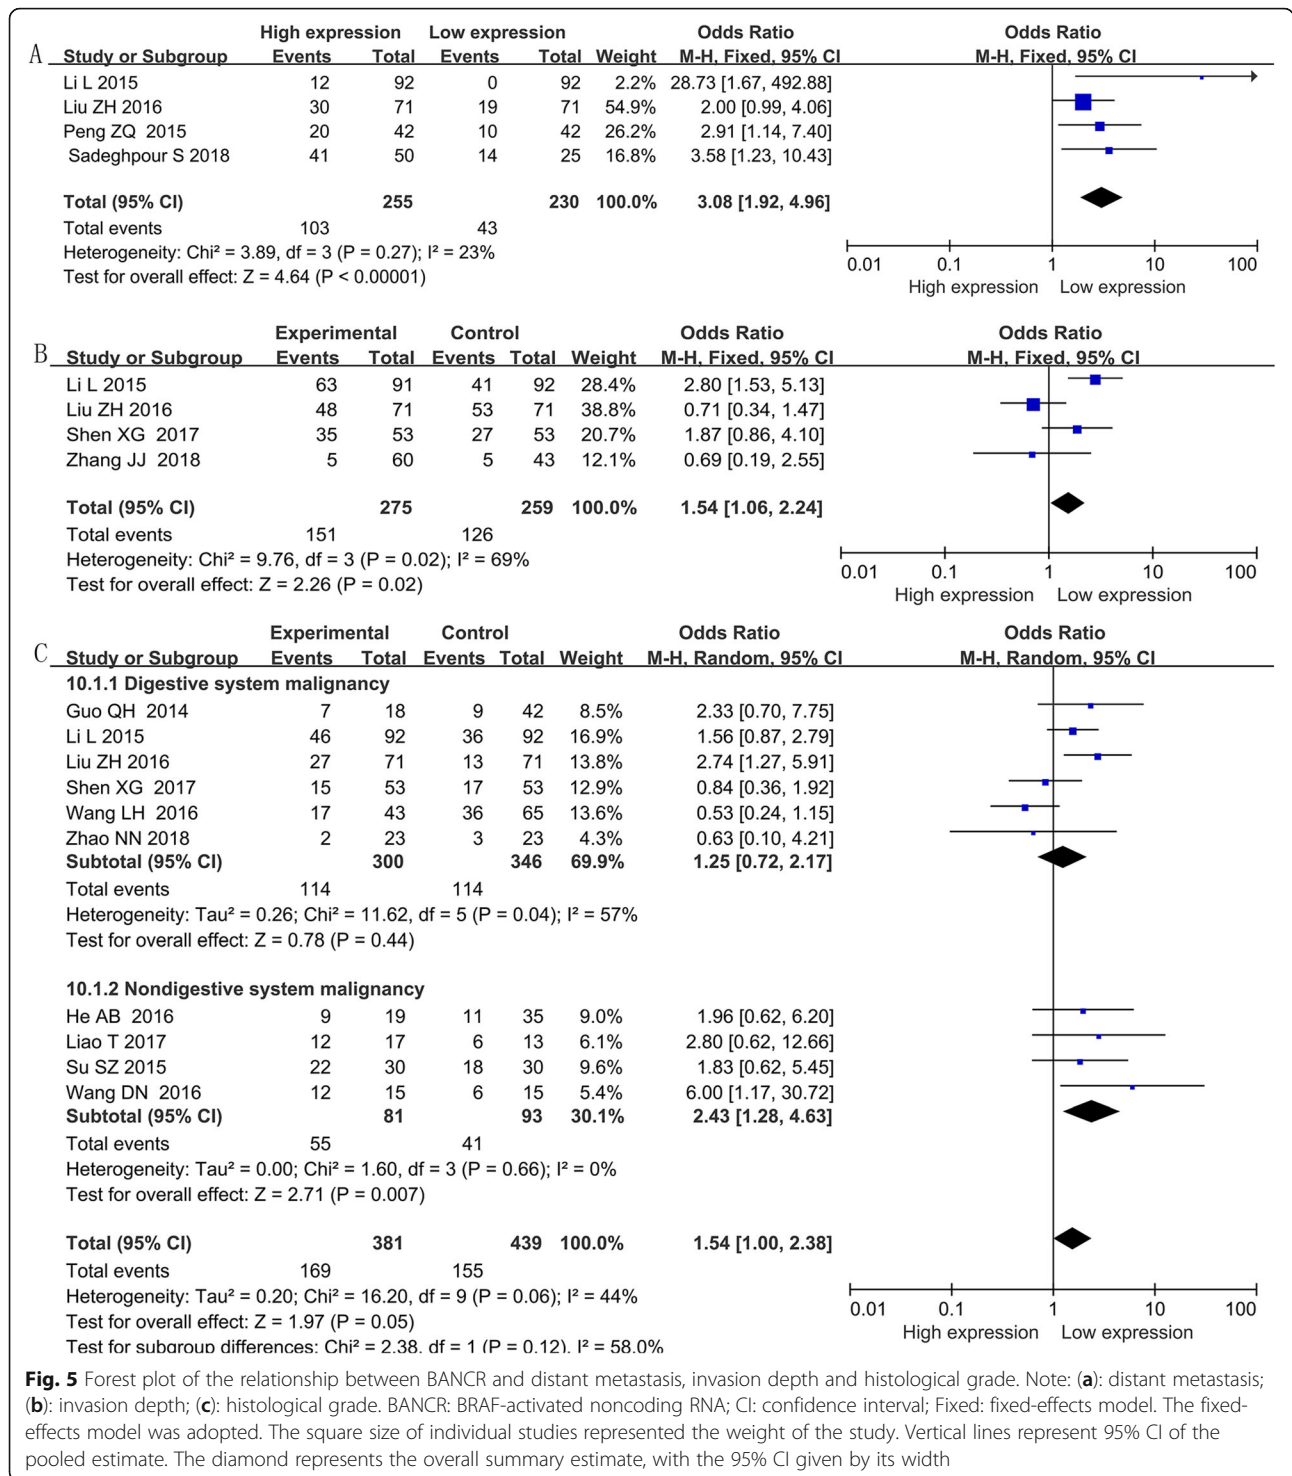 High expression Low expression Odds Ratio Odds Ratio
A Study or Subgroup Events Total Events Total Weight M-H, Fixed, 95% CI M-H, Fixed, 95% CI
Li L 2015 12 92 0 92 2.2% 28.73 [1.67, 492.88]
Liu ZH 2016 30 71 19 71 54.9% 2.00 [0.99, 4.06]
Peng ZQ 2015 20 42 10 42 26.2% 2.91 [1.14, 7.40]
Sadeghpour S 2018 41 50 14 25 16.8% 3.58 [1.23, 10.43]
Total (95% CI) 255 230 100.0% 3.08 [1.92, 4.96]
Total events 103 43
Heterogeneity: Chi² = 3.89, df = 3 (P = 0.27); I² = 23%
Test for overall effect: Z = 4.64 (P < 0.00001)
0.01 0.1 1 10 100
High expression Low expression
Experimental Control Odds Ratio Odds Ratio
B Study or Subgroup Events Total Events Total Weight M-H, Fixed, 95% CI M-H, Fixed, 95% CI
Li L 2015 63 91 41 92 28.4% 2.80 [1.53, 5.13]
Liu ZH 2016 48 71 53 71 38.8% 0.71 [0.34, 1.47]
Shen XG 2017 35 53 27 53 20.7% 1.87 [0.86, 4.10]
Zhang JJ 2018 5 60 5 43 12.1% 0.69 [0.19, 2.55]
Total (95% CI) 275 259 100.0% 1.54 [1.06, 2.24]
Total events 151 126
Heterogeneity: Chi² = 9.76, df = 3 (P = 0.02); I² = 69%
Test for overall effect: Z = 2.26 (P = 0.02)
0.01 0.1 1 10 100
High expression Low expression
Experimental Control Odds Ratio Odds Ratio
C Study or Subgroup Events Total Events Total Weight M-H, Random, 95% CI M-H, Random, 95% CI
10.1.1 Digestive system malignancy
Guo QH 2014 7 18 9 42 8.5% 2.33 [0.70, 7.75]
Li L 2015 46 92 36 92 16.9% 1.56 [0.87, 2.79]
Liu ZH 2016 27 71 13 71 13.8% 2.74 [1.27, 5.91]
Shen XG 2017 15 53 17 53 12.9% 0.84 [0.36, 1.92]
Wang LH 2016 17 43 36 65 13.6% 0.53 [0.24, 1.15]
Zhao NN 2018 2 23 3 23 4.3% 0.63 [0.10, 4.21]
Subtotal (95% CI) 300 346 69.9% 1.25 [0.72, 2.17]
Total events 114 114
Heterogeneity: Tau² = 0.26; Chi² = 11.62, df = 5 (P = 0.04); I² = 57%
Test for overall effect: Z = 0.78 (P = 0.44)
10.1.2 Nondigestive system malignancy
He AB 2016 9 19 11 35 9.0% 1.96 [0.62, 6.20]
Liao T 2017 12 17 6 13 6.1% 2.80 [0.62, 12.66]
Su SZ 2015 22 30 18 30 9.6% 1.83 [0.62, 5.45]
Wang DN 2016 12 15 6 15 5.4% 6.00 [1.17, 30.72]
Subtotal (95% CI) 81 93 30.1% 2.43 [1.28, 4.63]
Total events 55 41
Heterogeneity: Tau² = 0.00; Chi² = 1.60, df = 3 (P = 0.66); I² = 0%
Test for overall effect: Z = 2.71 (P = 0.007)
Total (95% CI) 381 439 100.0% 1.54 [1.00, 2.38]
Total events 169 155
Heterogeneity: Tau² = 0.20; Chi² = 16.20, df = 9 (P = 0.06); I² = 44%
Test for overall effect: Z = 1.97 (P = 0.05)
Test for subgroup differences: Chi² = 2.38, df = 1 (P = 0.12), I² = 58.0%
0.01 0.1 1 10 100
High expression Low expression
Fig. 5 Forest plot of the relationship between BANCR and distant metastasis, invasion depth and histological grade. Note: (a): distant metastasis;
(b): invasion depth; (c): histological grade. BANCR: BRAF-activated noncoding RNA; CI: confidence interval; Fixed: fixed-effects model. The fixed-
effects model was adopted. The square size of individual studies represented the weight of the study. Vertical lines represent 95% CI of the
pooled estimate. The diamond represents the overall summary estimate, with the 95% CI given by its width